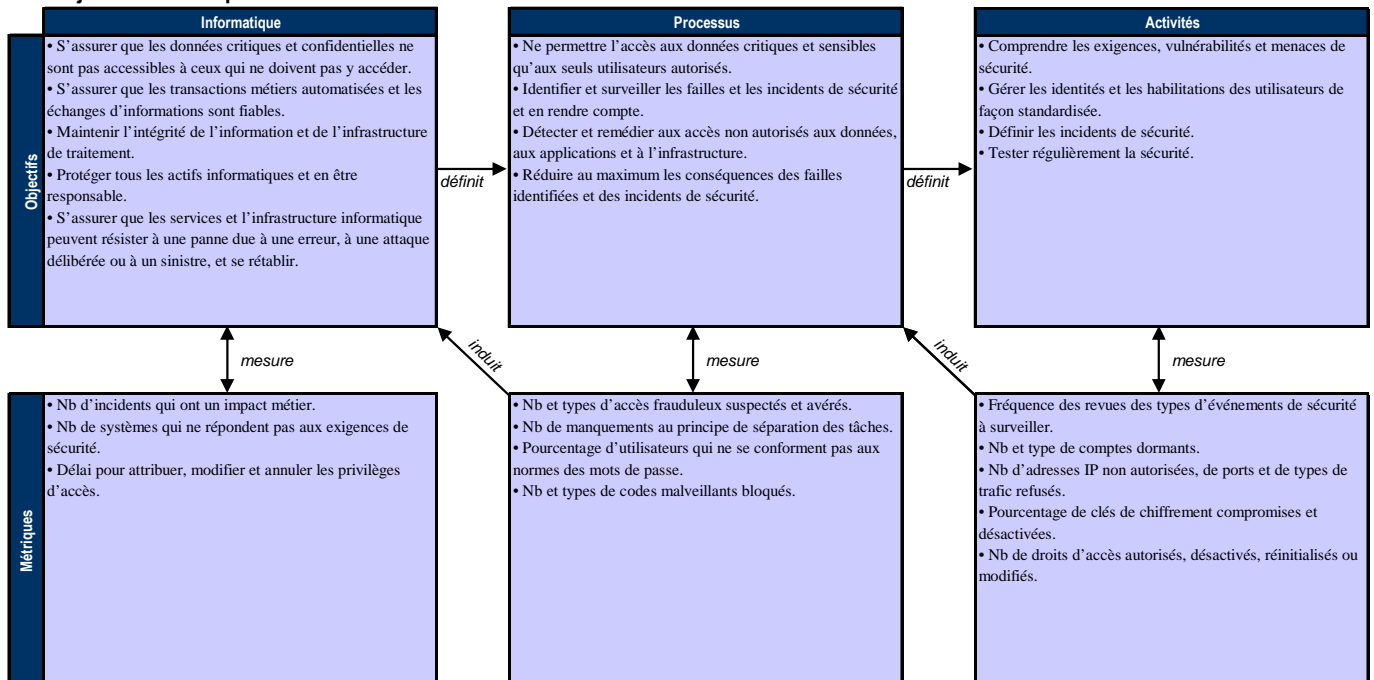 Informatique
Processus
Activités
Objectifs
• S’assurer que les données critiques et confidentielles ne
sont pas accessibles à ceux qui ne doivent pas y accéder.
• S’assurer que les transactions métiers automatisées et les
échanges d’informations sont fiables.
• Maintenir l’intégrité de l’information et de l’infrastructure
de traitement.
• Protéger tous les actifs informatiques et en être
responsable.
• S’assurer que les services et l’infrastructure informatique
peuvent résister à une panne due à une erreur, à une attaque
délibérée ou à un sinistre, et se rétablir.
définit
• Ne permettre l’accès aux données critiques et sensibles
qu’aux seuls utilisateurs autorisés.
• Identifier et surveiller les failles et les incidents de sécurité
et en rendre compte.
• Détecter et remédier aux accès non autorisés aux données,
aux applications et à l’infrastructure.
• Réduire au maximum les conséquences des failles
identifiées et des incidents de sécurité.
définit
• Comprendre les exigences, vulnérabilités et menaces de
sécurité.
• Gérer les identités et les habilitations des utilisateurs de
façon standardisée.
• Définir les incidents de sécurité.
• Tester régulièrement la sécurité.
mesure
induit
mesure
induit
mesure
Métriques
• Nb d’incidents qui ont un impact métier.
• Nb de systèmes qui ne répondent pas aux exigences de
sécurité.
• Délai pour attribuer, modifier et annuler les privilèges
d’accès.
• Nb et types d’accès frauduleux suspectés et avérés.
• Nb de manquements au principe de séparation des tâches.
• Pourcentage d’utilisateurs qui ne se conforment pas aux
normes des mots de passe.
• Nb et types de codes malveillants bloqués.
• Fréquence des revues des types d’événements de sécurité
à surveiller.
• Nb et type de comptes dormants.
• Nb d’adresses IP non autorisées, de ports et de types de
trafic refusés.
• Pourcentage de clés de chiffrement compromises et
désactivées.
• Nb de droits d’accès autorisés, désactivés, réinitialisés ou
modifiés.